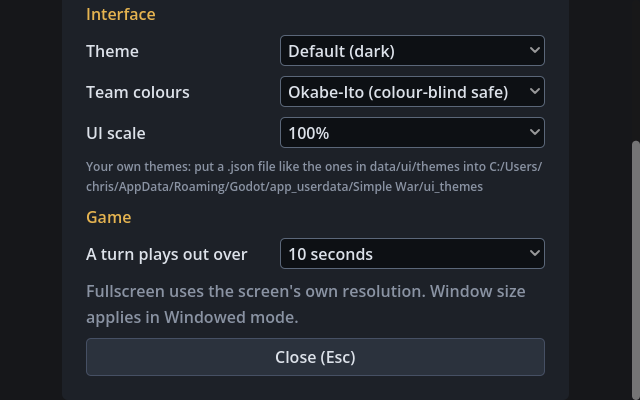 Interface
Theme
Default (dark)
Team colours
Okabe-Ito (colour-blind safe)
UI scale
100%
Your own themes: put a .json file like the ones in data/ui/themes into C:/Users/
chris/AppData/Roaming/Godot/app_userdata/Simple War/ui_themes
Game
A turn plays out over
10 seconds
Fullscreen uses the screen's own resolution. Window size
applies in Windowed mode.
Close (Esc)